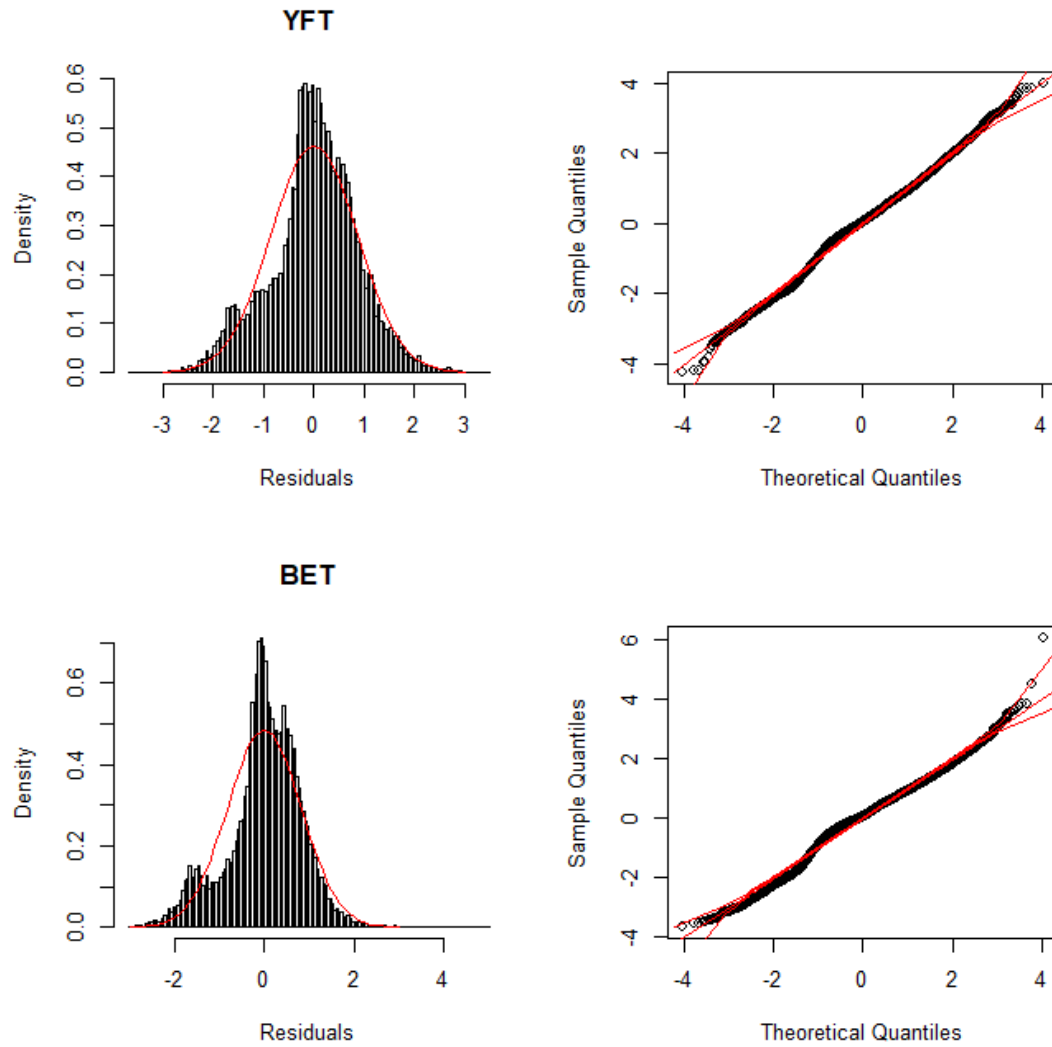 YFT
Density
0.0 0.1 0.2 0.3 0.4 0.5 0.6
-3 -2 -1 0 1 2 3
Residuals
Sample Quantiles
-4 -2 0 2 4
-4 -2 0 2 4
Theoretical Quantiles
BET
Density
0.0 0.2 0.4 0.6
-2 0 2 4
Residuals
Sample Quantiles
-4 -2 0 2 4 6
-4 -2 0 2 4
Theoretical Quantiles